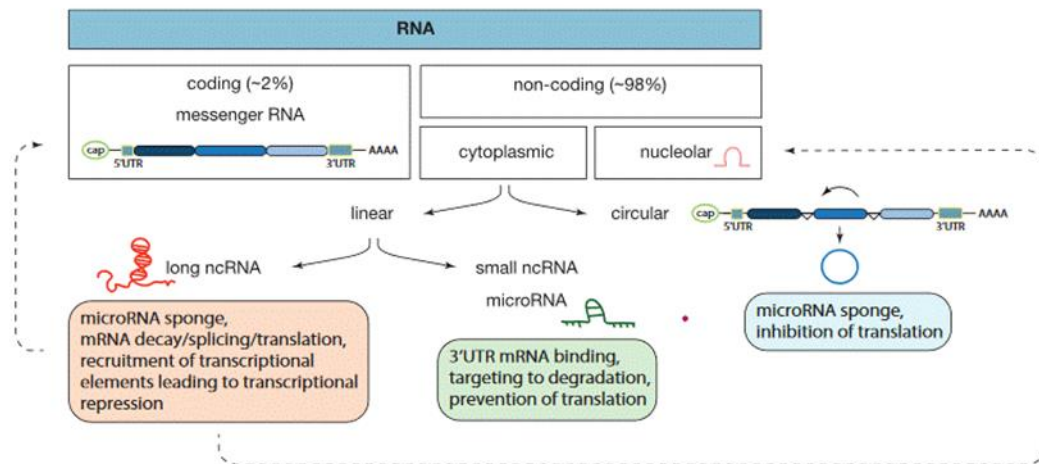 RNA
coding (~2%)
messenger RNA
cap
5'UTR
3'UTR
AAAA
non-coding (~98%)
cytoplasmic
nucleolar
linear
circular
cap
5'UTR
3'UTR
AAAA
long ncRNA
small ncRNA
microRNA
microRNA sponge,
mRNA decay/splicing/translation,
recruitment of transcriptional
elements leading to transcriptional
repression
3'UTR mRNA binding,
targeting to degradation,
prevention of translation
microRNA sponge,
inhibition of translation